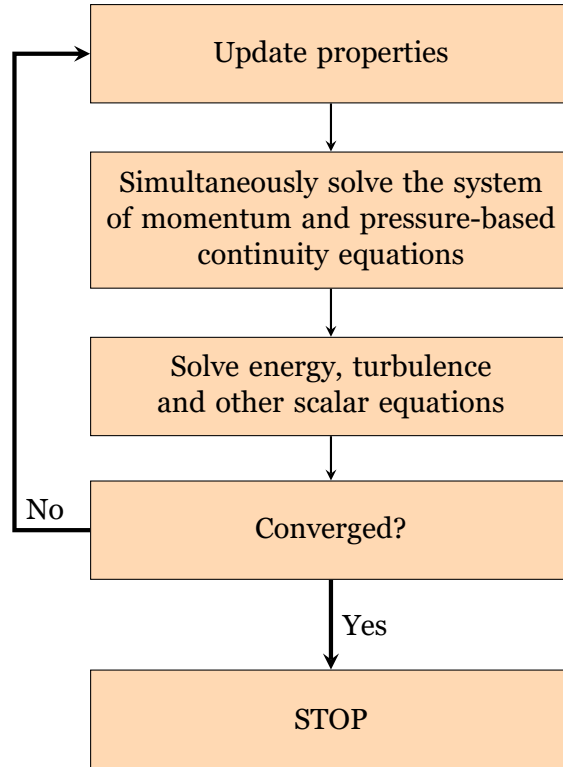 Update properties
Simultaneously solve the system
of momentum and pressure-based
continuity equations
Solve energy, turbulence
and other scalar equations
No
Converged?
Yes
STOP